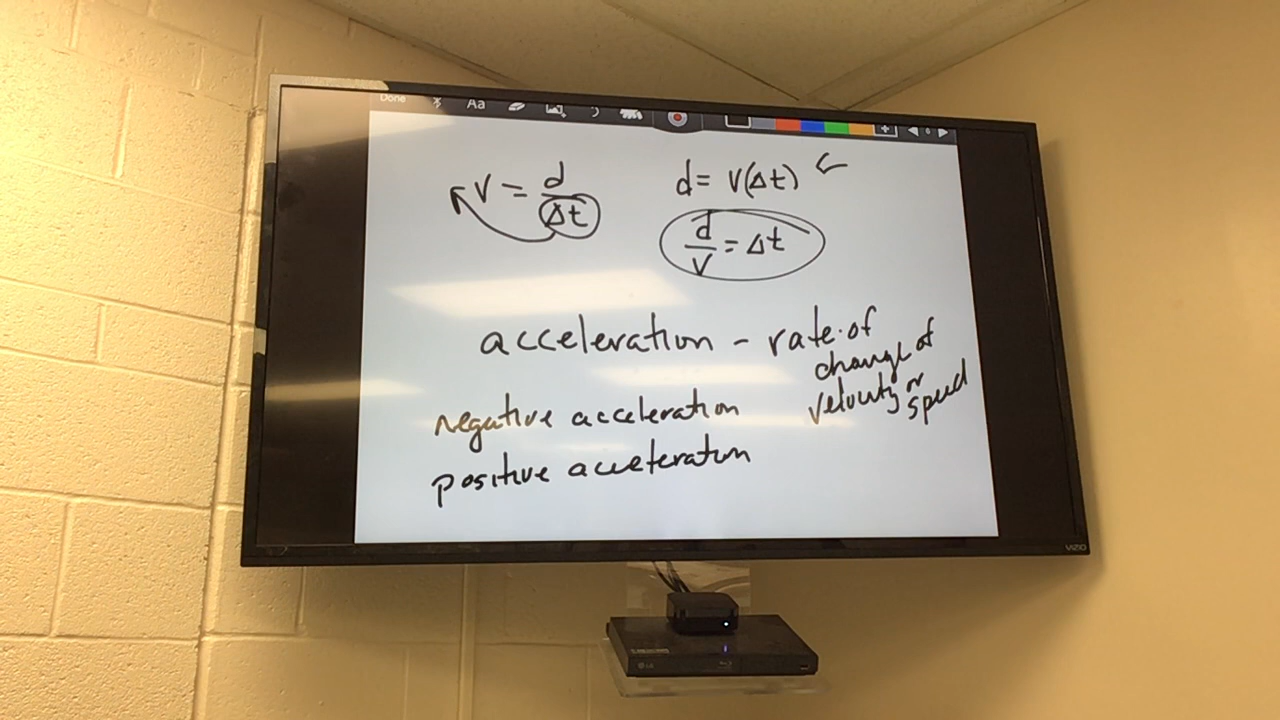 Done Aa
v = d/Δt
d = v(Δt) ←
d/v = Δt
acceleration - rate of
change of
velocity or
speed
negative acceleration
positive acceleration
VIZIO
LG